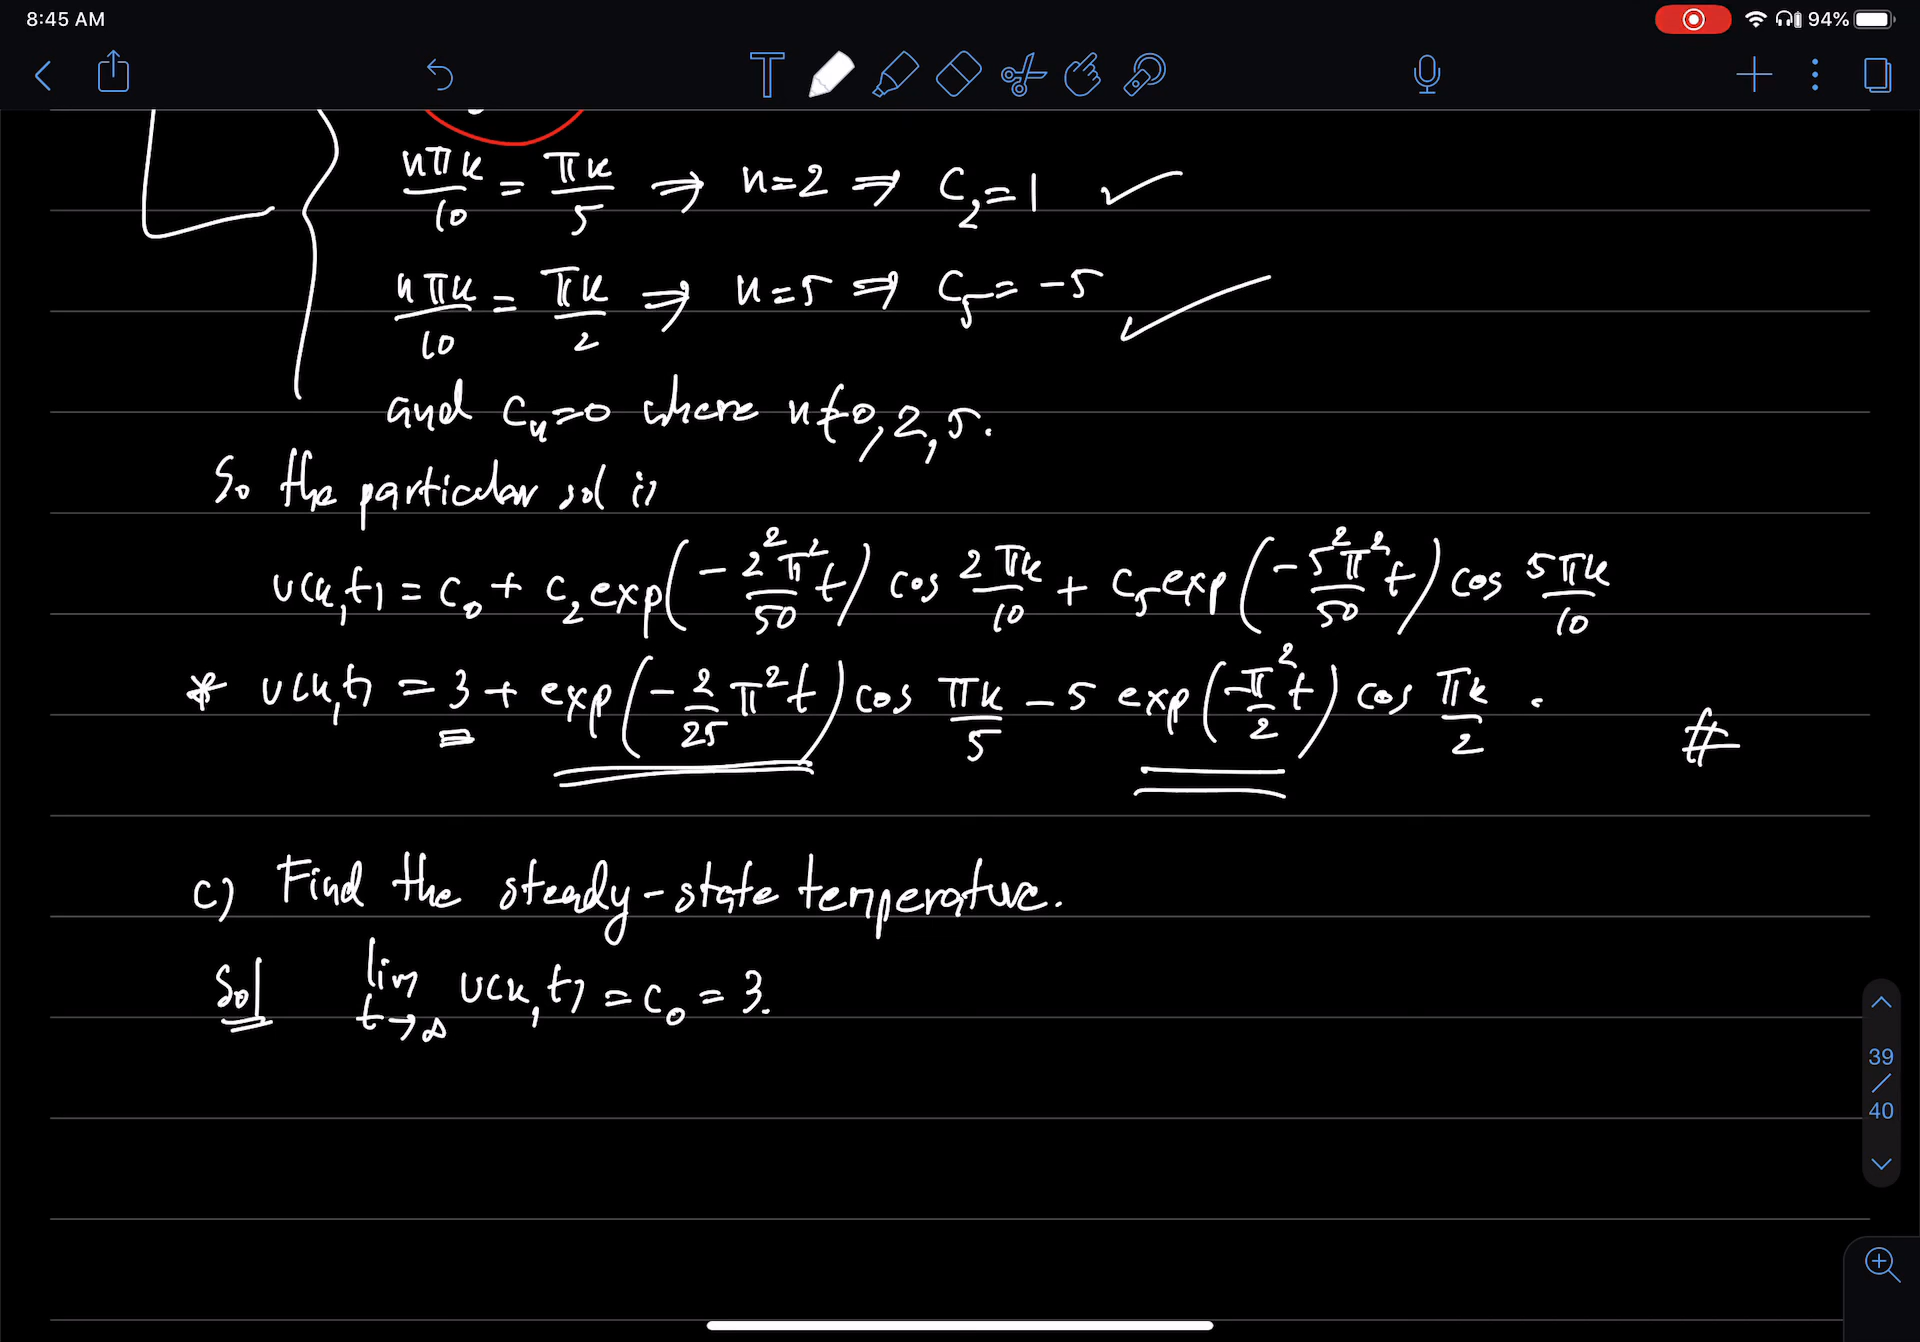 8:45 AM
94%
nπx/10 = πx/5 ⇒ n=2 ⇒ C₂=1 ✓
nπx/10 = πx/2 ⇒ n=5 ⇒ C₅=-5 ✓
and Cₙ=0 where n≠0,2,5.
So the particular sol is
u(x,t) = C₀ + C₂ exp(-2²π²/50 t) cos 2πx/10 + C₅ exp(-5²π²/50 t) cos 5πx/10
* u(x,t) = 3 + exp(-2/25 π²t) cos πx/5 - 5 exp(-π²/2 t) cos πx/2 . #
c) Find the steady-state temperature.
Sol lim t→∞ u(x,t) = C₀ = 3.
39
/
40